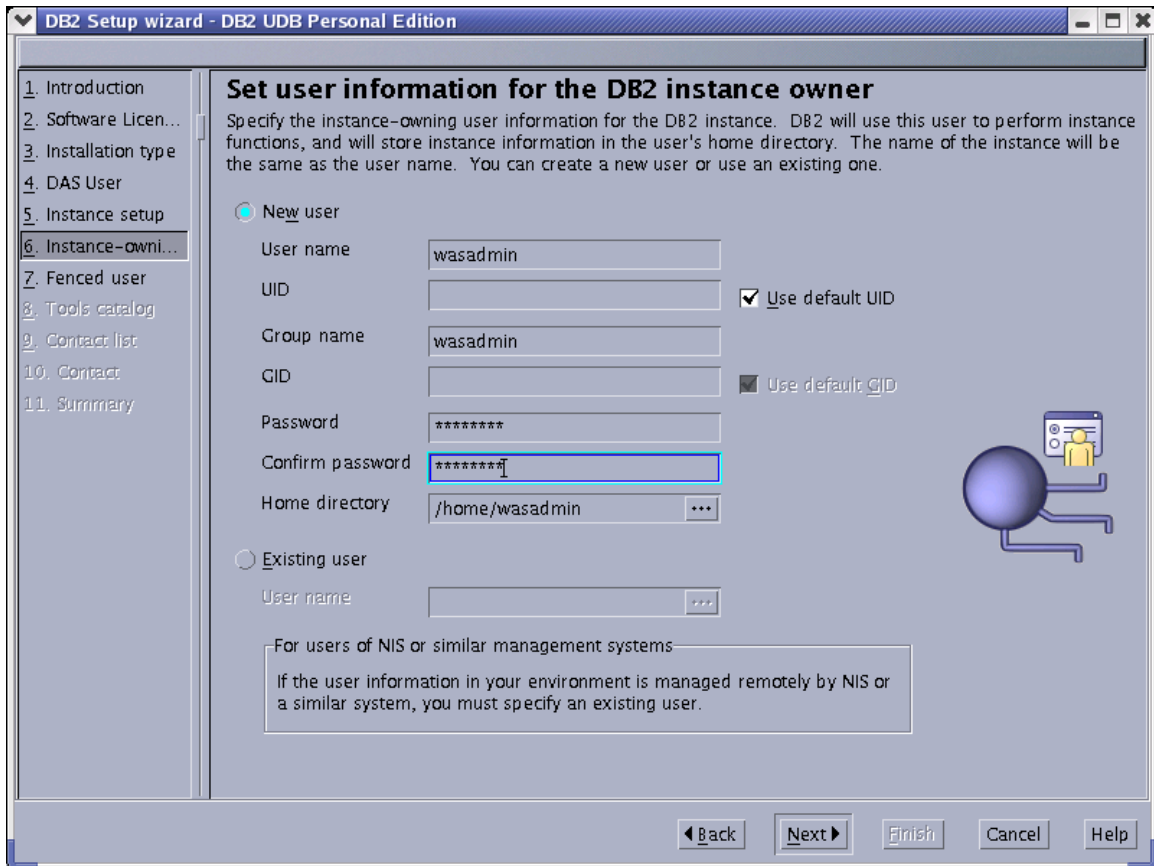 DB2 Setup wizard - DB2 UDB Personal Edition
1. Introduction
2. Software Licen...
3. Installation type
4. DAS User
5. Instance setup
6. Instance-owni...
7. Fenced user
8. Tools catalog
9. Contact list
10. Contact
11. Summary
Set user information for the DB2 instance owner
Specify the instance-owning user information for the DB2 instance. DB2 will use this user to perform instance
functions, and will store instance information in the user's home directory. The name of the instance will be
the same as the user name. You can create a new user or use an existing one.
New user
User name wasadmin
UID Use default UID
Group name wasadmin
GID Use default GID
Password ********
Confirm password ********
Home directory /home/wasadmin ...
Existing user
User name ...
For users of NIS or similar management systems
If the user information in your environment is managed remotely by NIS or
a similar system, you must specify an existing user.
Back Next Finish Cancel Help